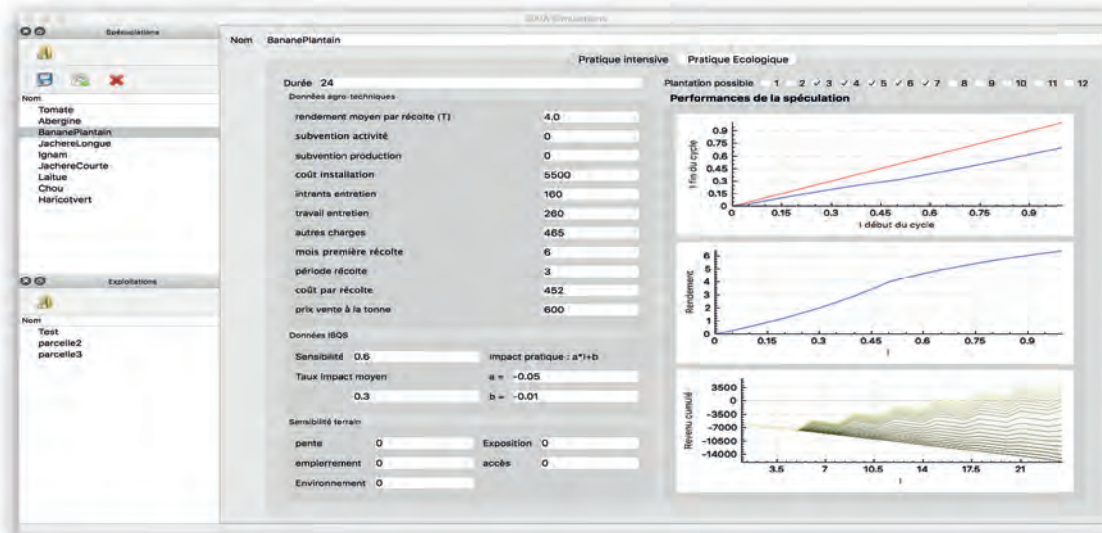 SIXIA Simulations
Spéculations
Nom
Tomate
Abergine
BananePlantain
JachereLongue
Ignam
JachereCourte
Laitue
Chou
Haricotvert
Exploitations
Nom
Test
parcelle2
parcelle3
Nom BananePlantain
Pratique intensive Pratique Ecologique
Durée 24
Données agro-techniques
rendement moyen par récolte (T) 4.0
subvention activité 0
subvention production 0
coût installation 5500
intrants entretien 160
travail entretien 260
autres charges 465
mois première récolte 6
période récolte 3
coût par récolte 452
prix vente à la tonne 600
Données IBQS
Sensibilité 0.6 Impact pratique : a*I+b
Taux impact moyen a = -0.05
0.3 b = -0.01
Sensibilité terrain
pente 0 Exposition 0
empierrement 0 accès 0
Environnement 0
Plantation possible 1 2 ✓ 3 ✓ 4 ✓ 5 ✓ 6 ✓ 7 8 9 10 11 12
Performances de la spéculation
I fin du cycle
0.9
0.75
0.6
0.45
0.3
0.15
0
0 0.15 0.3 0.45 0.6 0.75 0.9
I début du cycle
Rendement
6
5
4
3
2
1
0
0 0.15 0.3 0.45 0.6 0.75 0.9
I
Revenu cumulé
3500
0
-3500
-7000
-10500
-14000
3.5 7 10.5 14 17.5 21
I